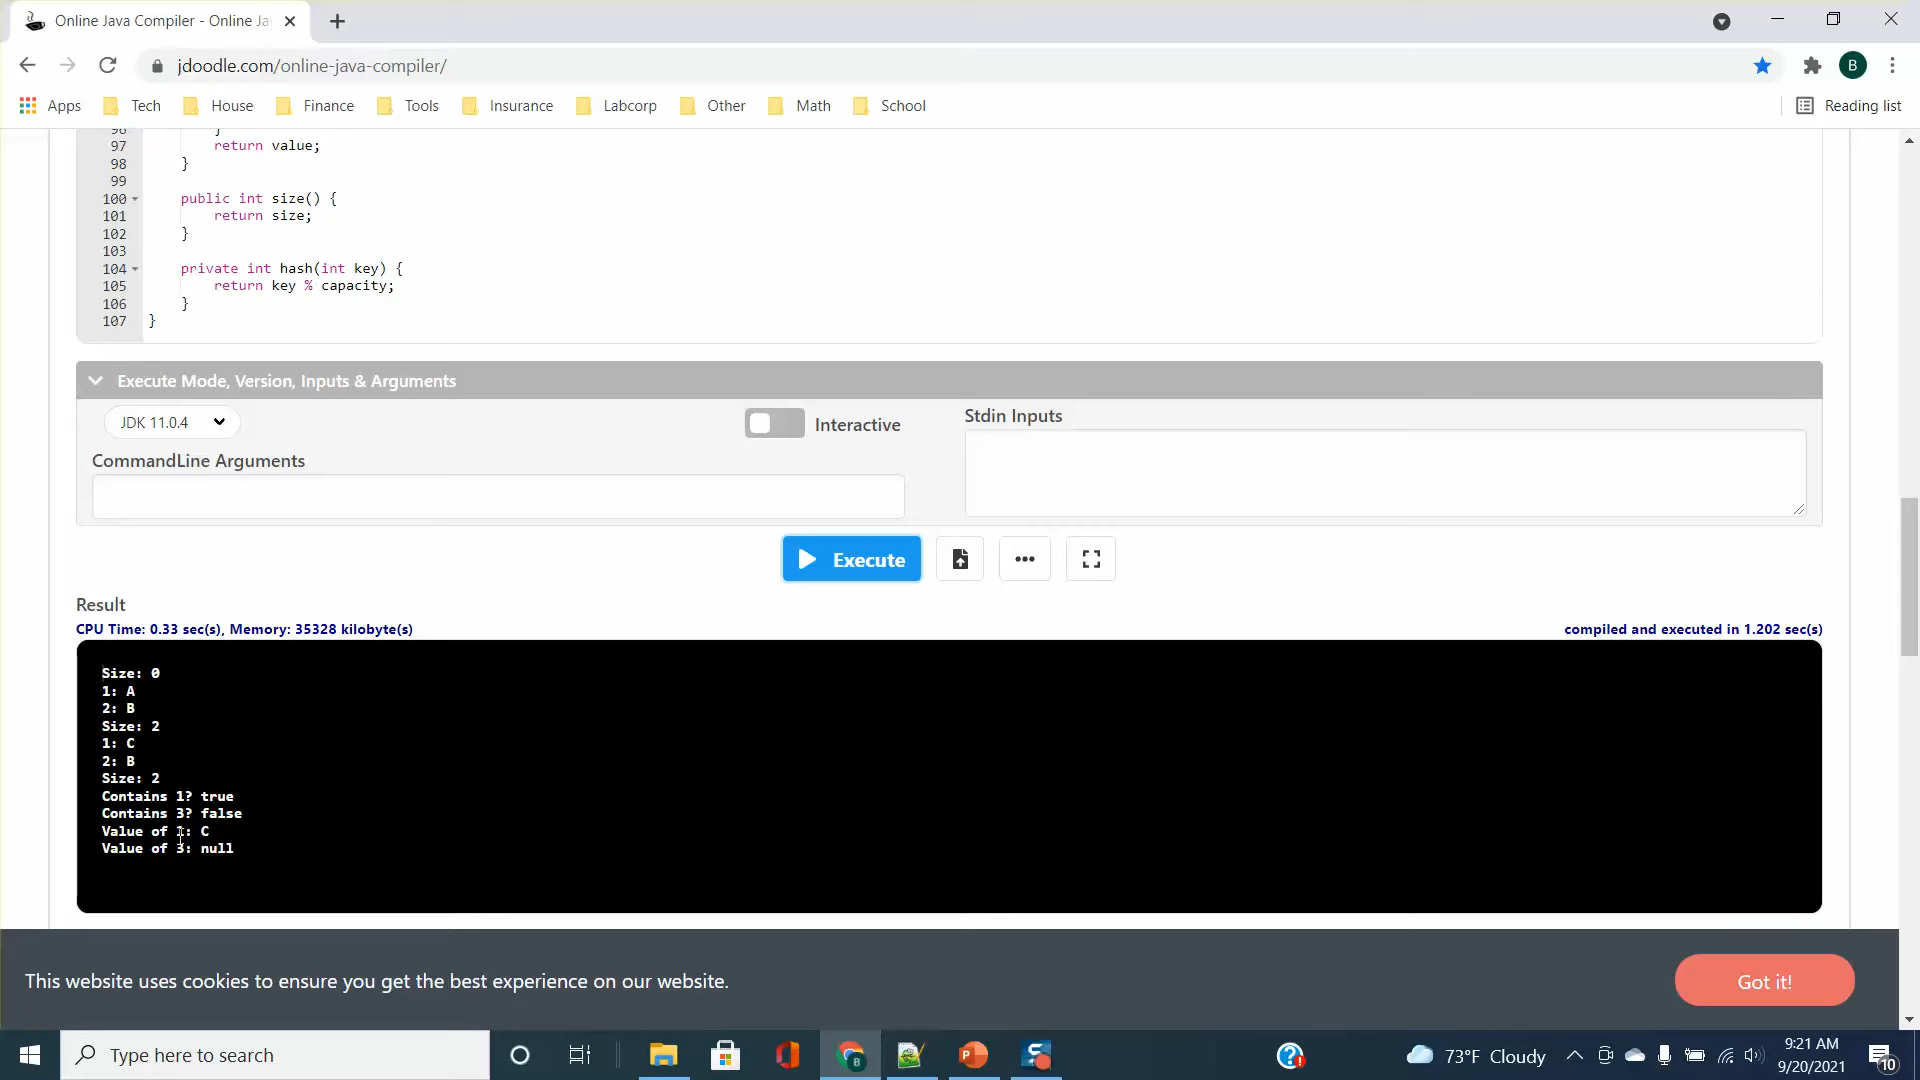 Online Java Compiler - Online Ja
jdoodle.com/online-java-compiler/
B
Apps
Tech
House
Finance
Tools
Insurance
Labcorp
Other
Math
School
Reading list
96 }
97 return value;
98 }
99
100 public int size() {
101 return size;
102 }
103
104 private int hash(int key) {
105 return key % capacity;
106 }
107 }
Execute Mode, Version, Inputs & Arguments
JDK 11.0.4
Interactive
Stdin Inputs
CommandLine Arguments
Execute
Result
CPU Time: 0.33 sec(s), Memory: 35328 kilobyte(s)
compiled and executed in 1.202 sec(s)
Size: 0
1: A
2: B
Size: 2
1: C
2: B
Size: 2
Contains 1? true
Contains 3? false
Value of 1: C
Value of 3: null
This website uses cookies to ensure you get the best experience on our website.
Got it!
Type here to search
73°F Cloudy
9:21 AM
9/20/2021
10